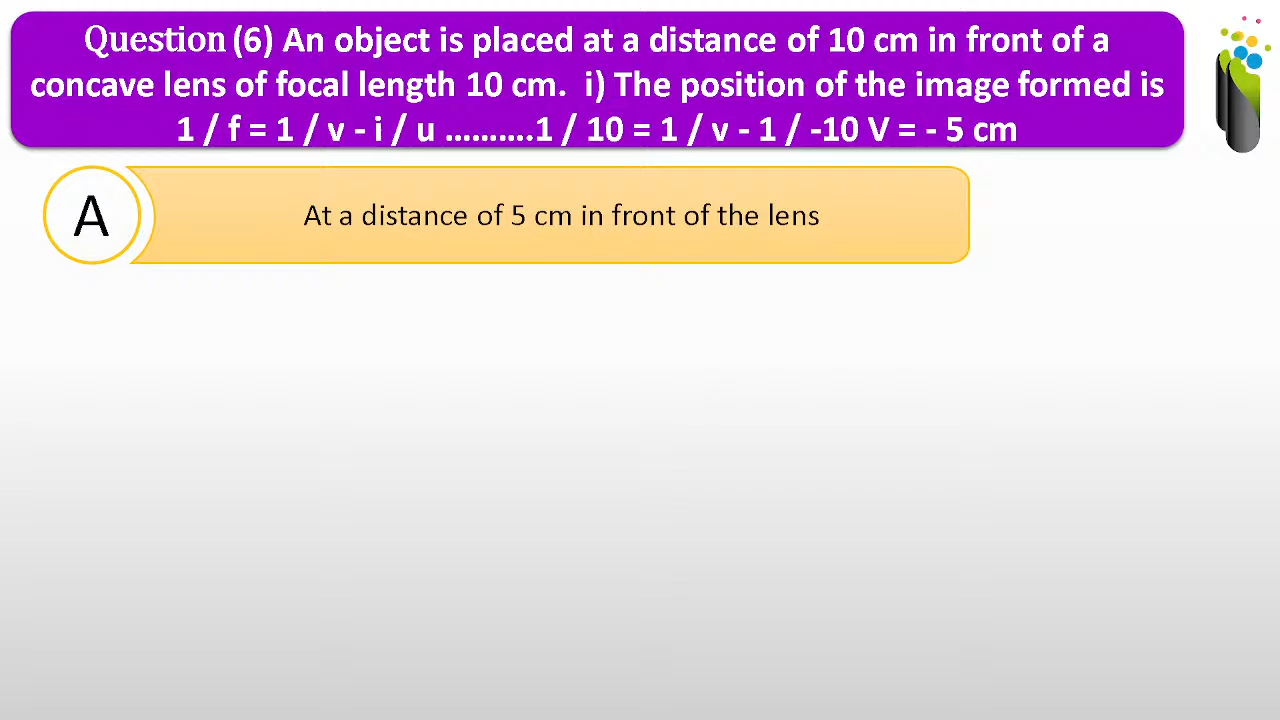 Question (6) An object is placed at a distance of 10 cm in front of a
concave lens of focal length 10 cm.  i) The position of the image formed is
1 / f = 1 / v - i / u ……….1 / 10 = 1 / v - 1 / -10 V = - 5 cm
A
At a distance of 5 cm in front of the lens